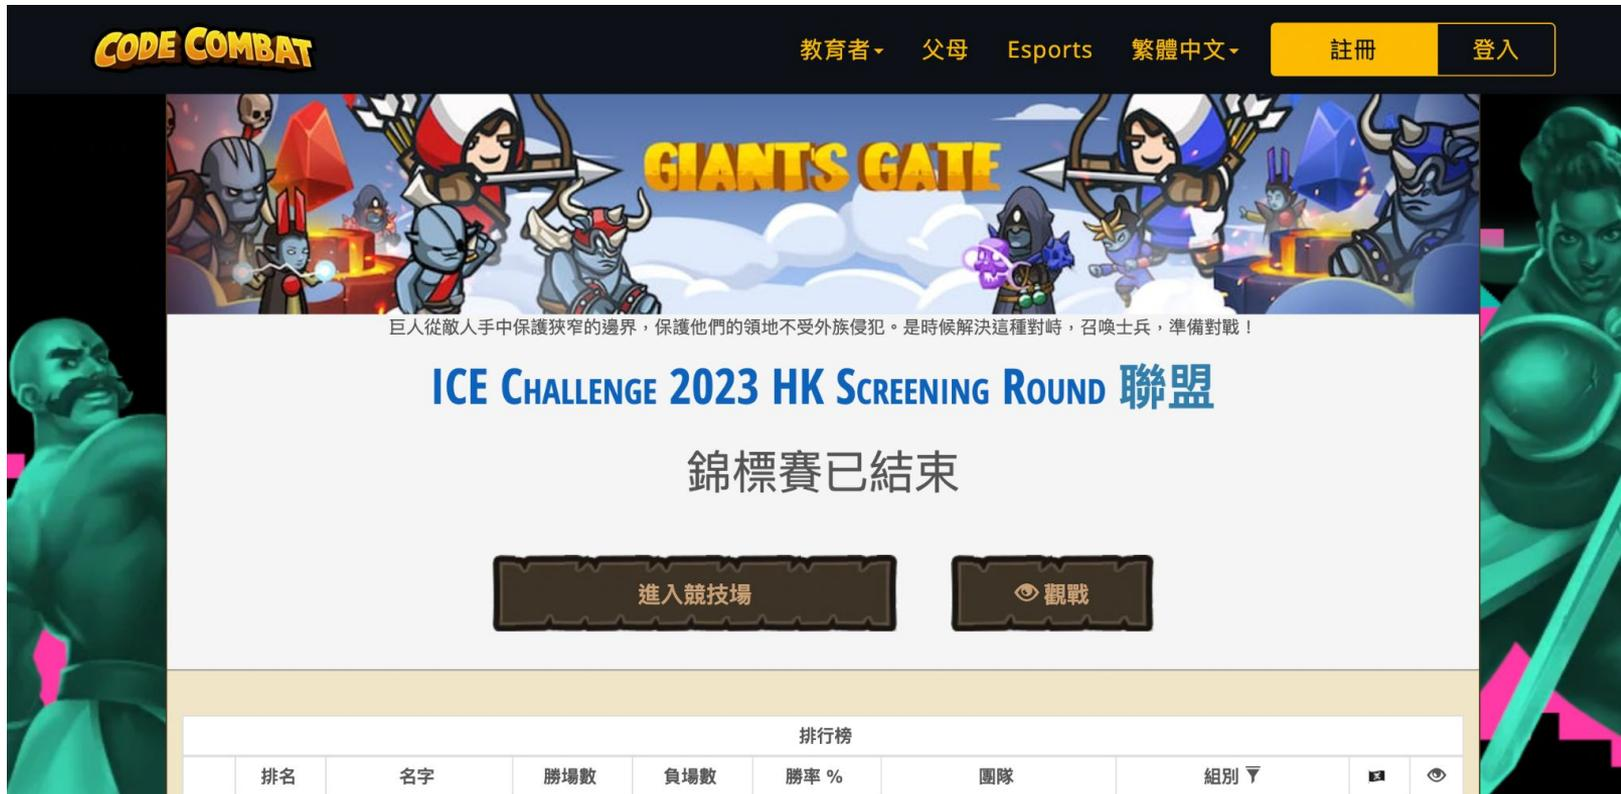 CODE COMBAT
教育者 父母 Esports 繁體中文 註冊 登入
GIANT'S GATE
巨人從敵人手中保護狹窄的邊界，保護他們的領地不受外族侵犯。是時候解決這種對峙，召喚士兵，準備對戰！
ICE Challenge 2023 HK Screening Round 聯盟
錦標賽已結束
進入競技場 觀戰
排行榜
排名 名字 勝場數 負場數 勝率 % 團隊 組別